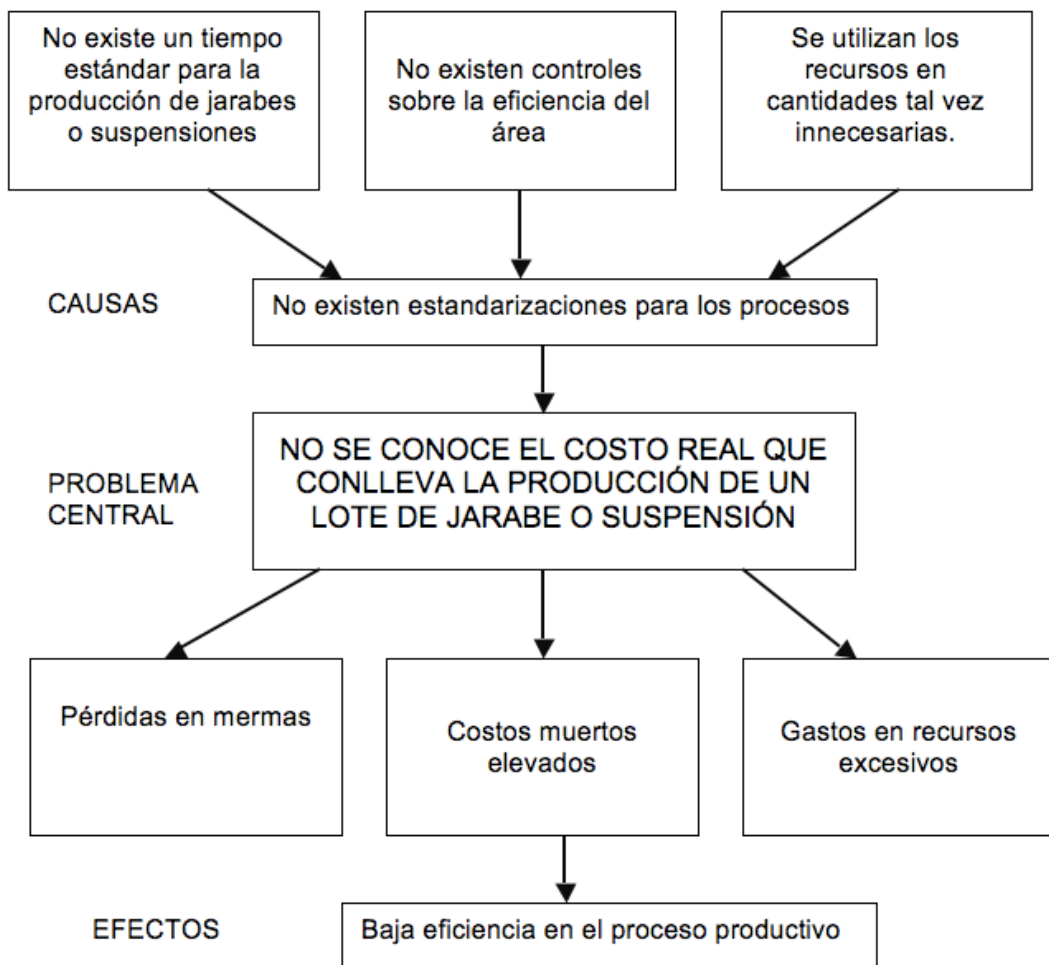 No existe un tiempo
estándar para la
producción de jarabes
o suspensiones
No existen controles
sobre la eficiencia del
área
Se utilizan los
recursos en
cantidades tal vez
innecesarias.
CAUSAS
No existen estandarizaciones para los procesos
PROBLEMA
CENTRAL
NO SE CONOCE EL COSTO REAL QUE
CONLLEVA LA PRODUCCIÓN DE UN
LOTE DE JARABE O SUSPENSIÓN
Pérdidas en mermas
Costos muertos
elevados
Gastos en recursos
excesivos
EFECTOS
Baja eficiencia en el proceso productivo